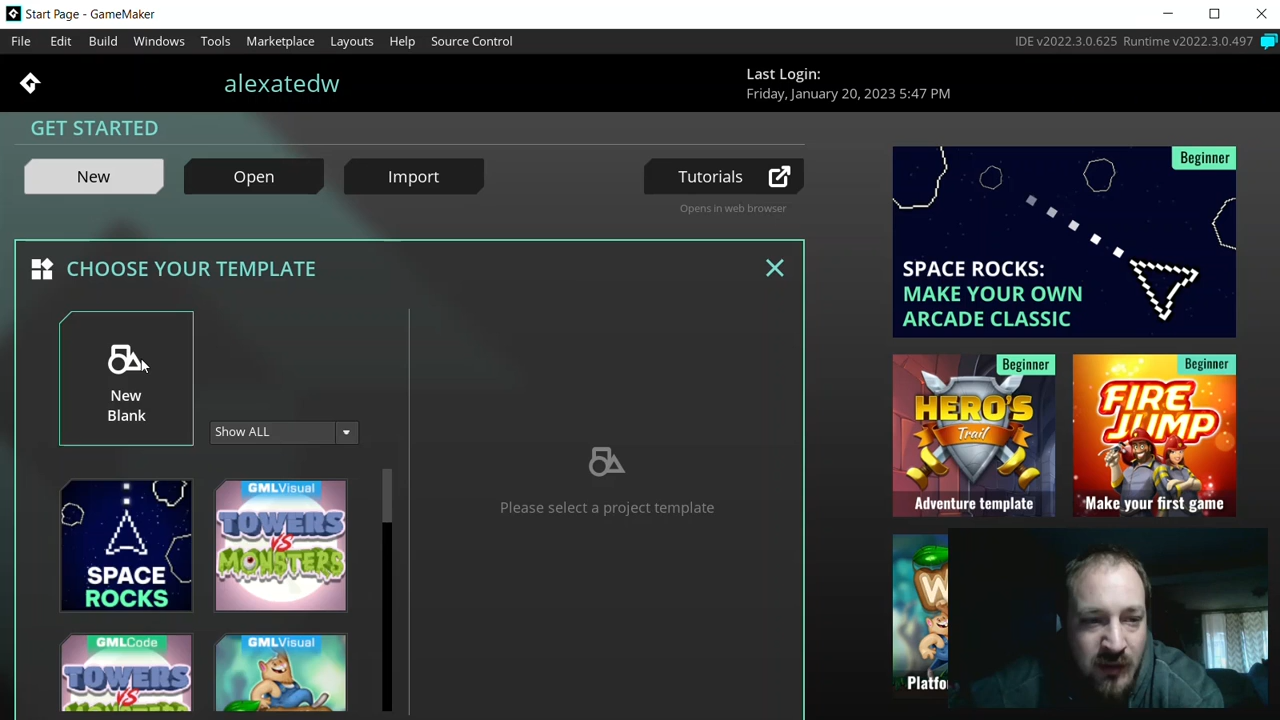 Start Page - GameMaker
File Edit Build Windows Tools Marketplace Layouts Help Source Control
IDE v2022.3.0.625 Runtime v2022.3.0.497
alexatedw
Last Login:
Friday, January 20, 2023 5:47 PM
GET STARTED
New
Open
Import
Tutorials
Opens in web browser
CHOOSE YOUR TEMPLATE
New
Blank
Show ALL
Please select a project template
SPACE
ROCKS
GMLVisual
TOWERS
VS
MONSTERS
GMLCode
TOWERS
VS
GMLVisual
Beginner
SPACE ROCKS:
MAKE YOUR OWN
ARCADE CLASSIC
Beginner
HERO'S
Trail
Adventure template
Beginner
FIRE
JUMP
Make your first game